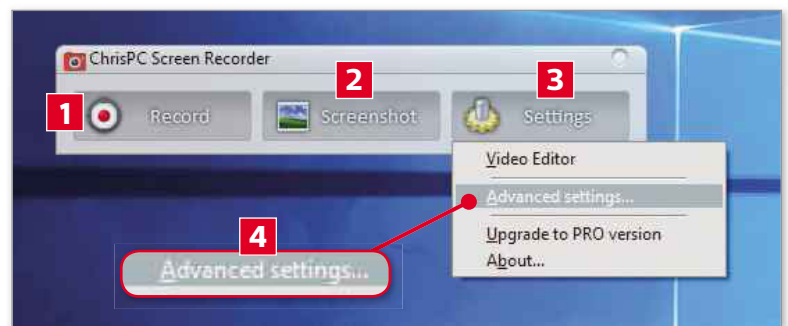 ChrisPC Screen Recorder
1 Record
2 Screenshot
3 Settings
Video Editor
Advanced settings...
Upgrade to PRO version
About...
4
Advanced settings...